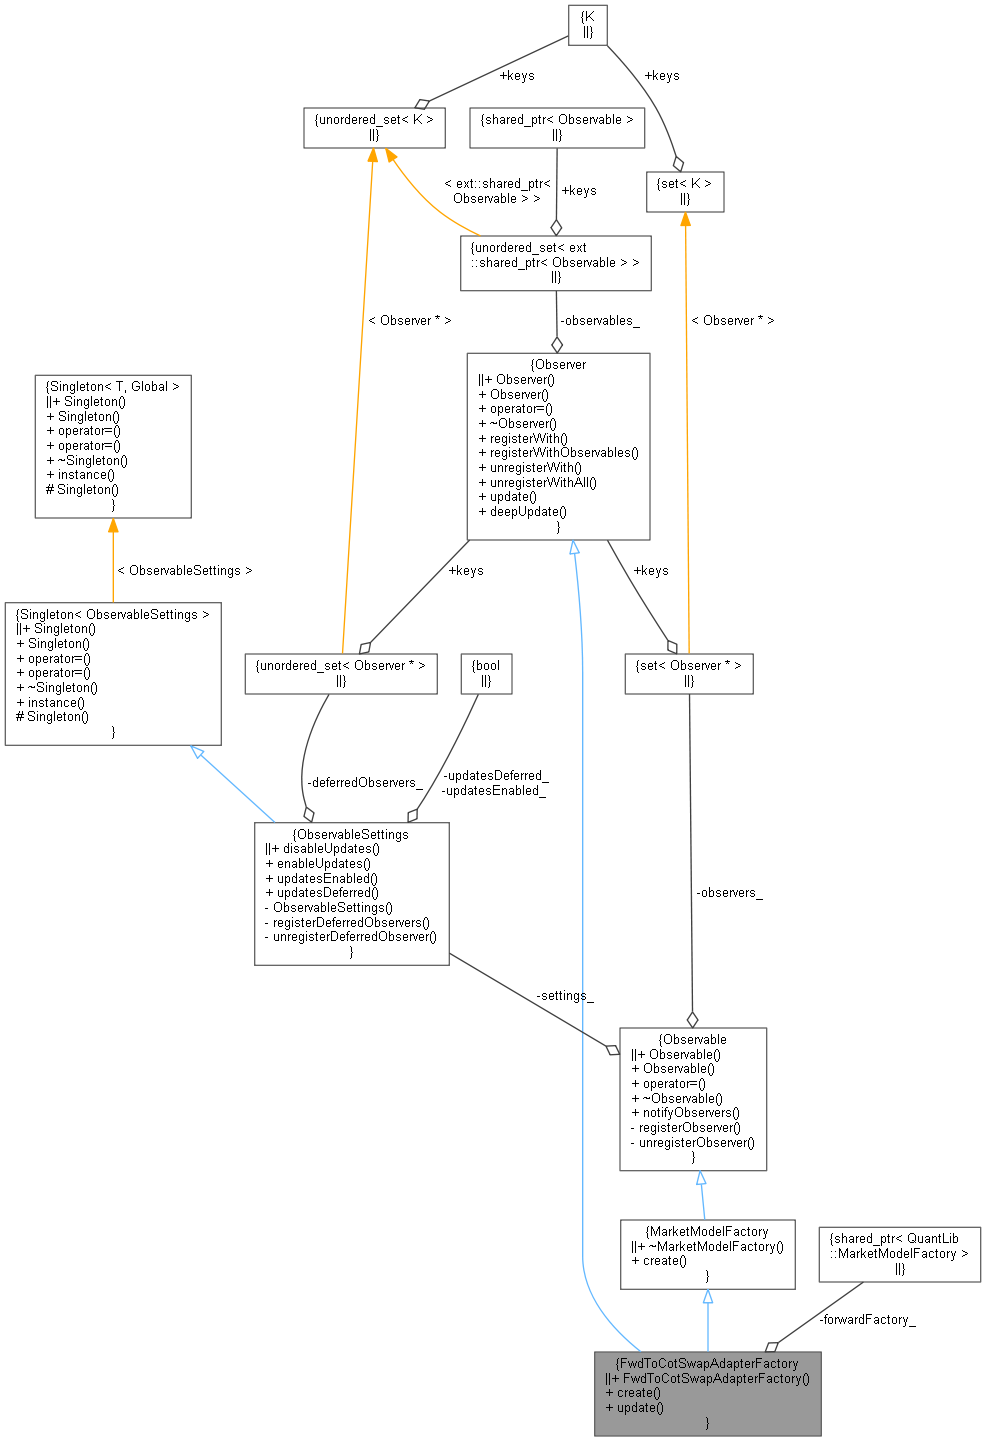 {K
||}
+keys
+keys
{unordered_set< K >
||}
{shared_ptr< Observable >
||}
{set< K >
||}
< ext::shared_ptr<
Observable > >
+keys
{unordered_set< ext
::shared_ptr< Observable > >
||}
< Observer * >
-observables_
< Observer * >
{Observer
||+ Observer()
+ Observer()
+ operator=()
+ ~Observer()
+ registerWith()
+ registerWithObservables()
+ unregisterWith()
+ unregisterWithAll()
+ update()
+ deepUpdate()
}
{Singleton< T, Global >
||+ Singleton()
+ Singleton()
+ operator=()
+ operator=()
+ ~Singleton()
+ instance()
# Singleton()
}
< ObservableSettings >
+keys
+keys
{Singleton< ObservableSettings >
||+ Singleton()
+ Singleton()
+ operator=()
+ operator=()
+ ~Singleton()
+ instance()
# Singleton()
}
{unordered_set< Observer * >
||}
{bool
||}
{set< Observer * >
||}
-deferredObservers_
-updatesDeferred_
-updatesEnabled_
{ObservableSettings
||+ disableUpdates()
+ enableUpdates()
+ updatesEnabled()
+ updatesDeferred()
- ObservableSettings()
- registerDeferredObservers()
- unregisterDeferredObserver()
}
-observers_
-settings_
{Observable
||+ Observable()
+ Observable()
+ operator=()
+ ~Observable()
+ notifyObservers()
- registerObserver()
- unregisterObserver()
}
{MarketModelFactory
||+ ~MarketModelFactory()
+ create()
}
{shared_ptr< QuantLib
::MarketModelFactory >
||}
-forwardFactory_
{FwdToCotSwapAdapterFactory
||+ FwdToCotSwapAdapterFactory()
+ create()
+ update()
}